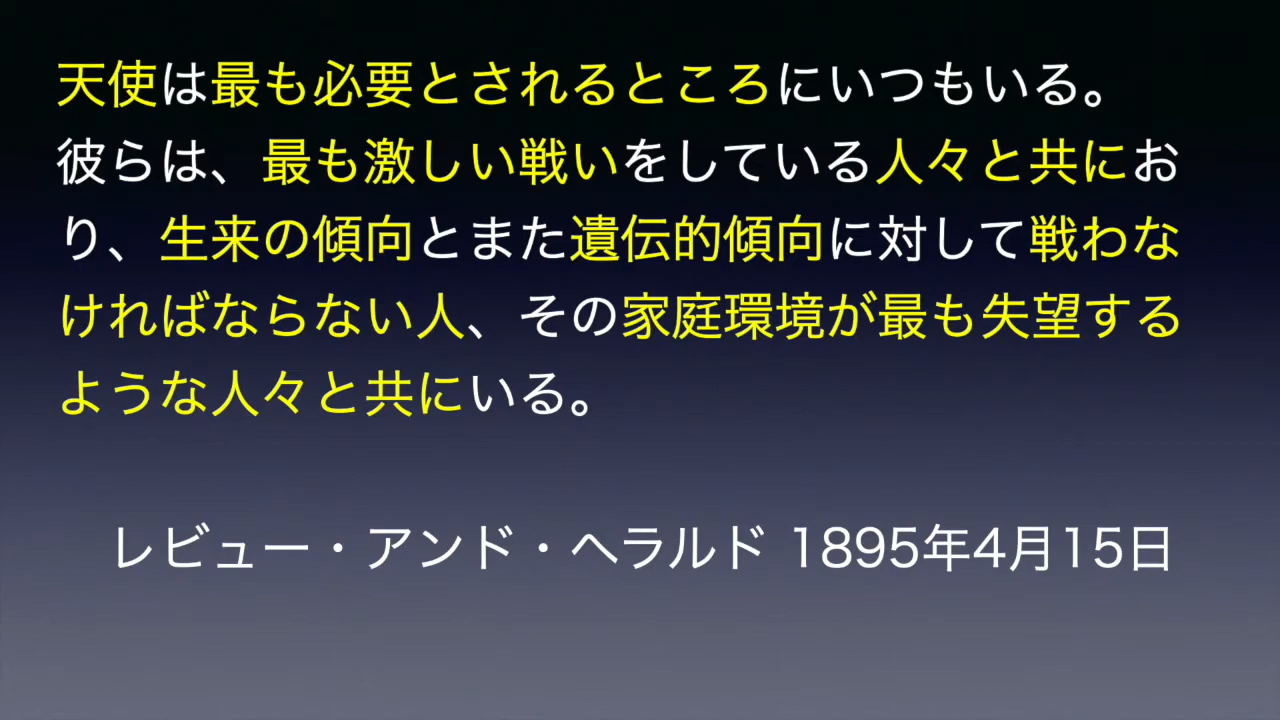 天使は最も必要とされるところにいつもいる。
彼らは、最も激しい戦いをしている人々と共にお
り、生来の傾向とまた遺伝的傾向に対して戦わな
ければならない人、その家庭環境が最も失望する
ような人々と共にいる。
レビュー・アンド・ヘラルド 1895年4月15日